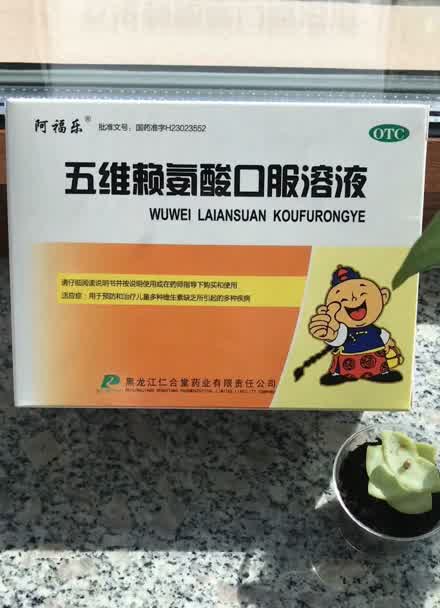 阿福乐®
批准文号：国药准字H23023552
OTC
五维赖氨酸口服溶液
WUWEI LAIANSUAN KOUFURONGYE
请仔细阅读说明书并按说明使用或在药师指导下购买和使用
适应症：用于预防和治疗儿童多种维生素缺乏所引起的多种疾病
黑龙江仁合堂药业有限责任公司